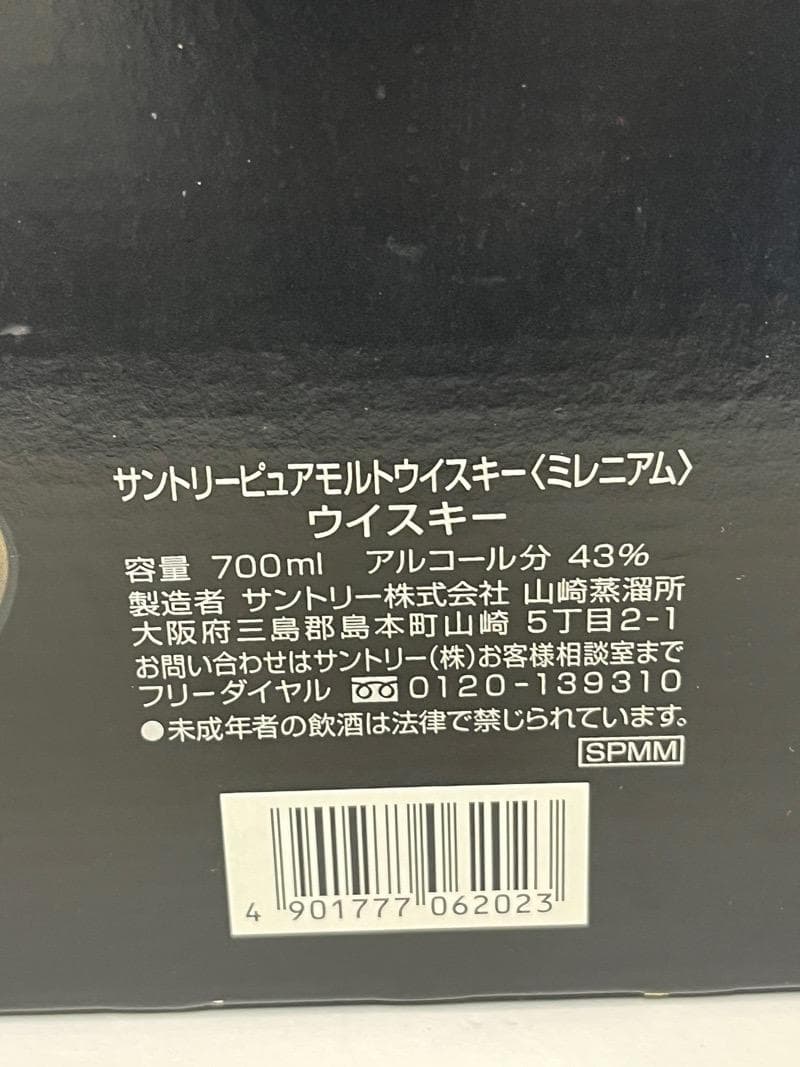 サントリーピュアモルトウイスキー〈ミレニアム〉
ウイスキー
容量 700ml アルコール分 43%
製造者 サントリー株式会社 山崎蒸溜所
大阪府三島郡島本町山崎 5丁目2-1
お問い合わせはサントリー(株)お客様相談室まで
フリーダイヤル 0120-139310
●未成年者の飲酒は法律で禁じられています。
SPMM
4 901777 062023